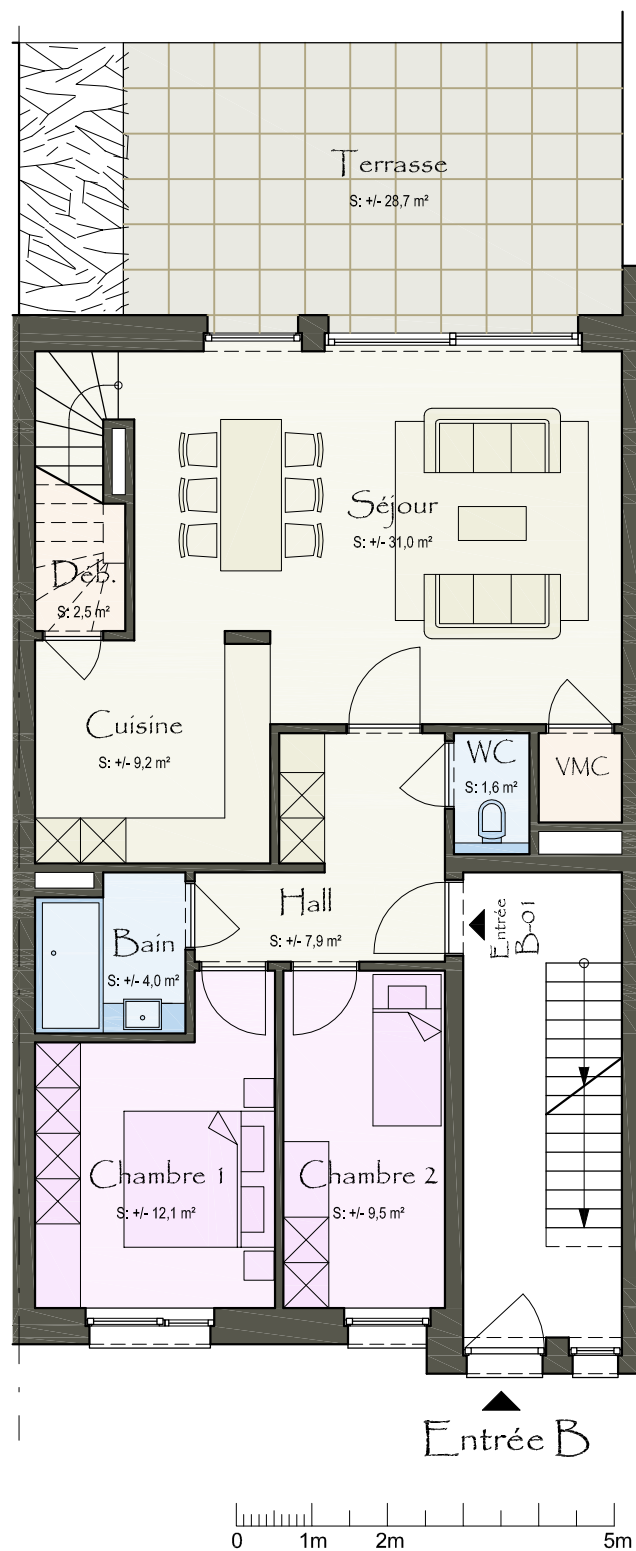 Terrasse
S: +/- 28,7 m²
Séjour
S: +/- 31,0 m²
Déb.
S: 2,5 m²
Cuisine
S: +/- 9,2 m²
WC
S: 1,6 m²
VMC
Hall
S: +/- 7,9 m²
Entrée
B-01
Bain
S: +/- 4,0 m²
Chambre 1
S: +/- 12,1 m²
Chambre 2
S: +/- 9,5 m²
Entrée B
0 1m 2m 5m